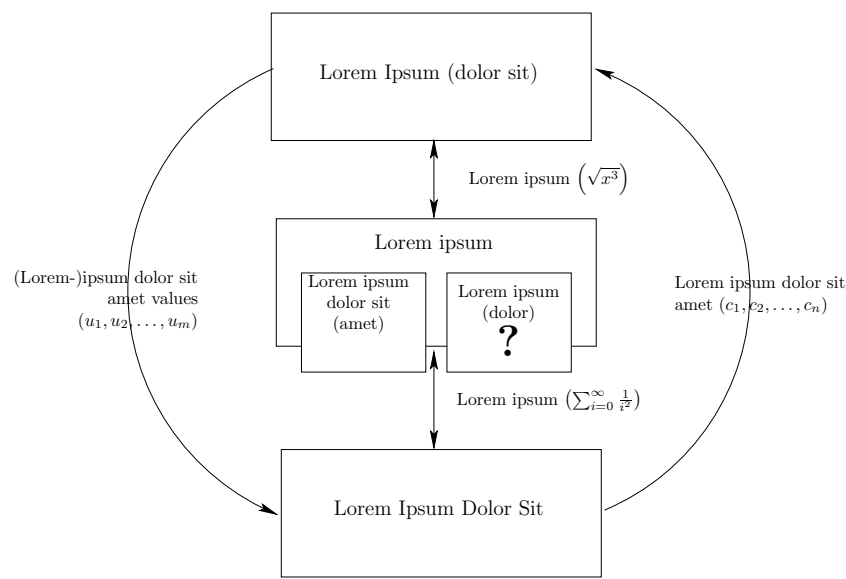 Lorem Ipsum (dolor sit)
Lorem ipsum (√x³)
Lorem ipsum
(Lorem-)ipsum dolor sit
amet values
(u₁, u₂, . . . , uₘ)
Lorem ipsum
dolor sit
(amet)
Lorem ipsum
(dolor)
?
Lorem ipsum dolor sit
amet (c₁, c₂, . . . , cₙ)
Lorem ipsum (∑_{i=0}^{∞} 1/i²)
Lorem Ipsum Dolor Sit